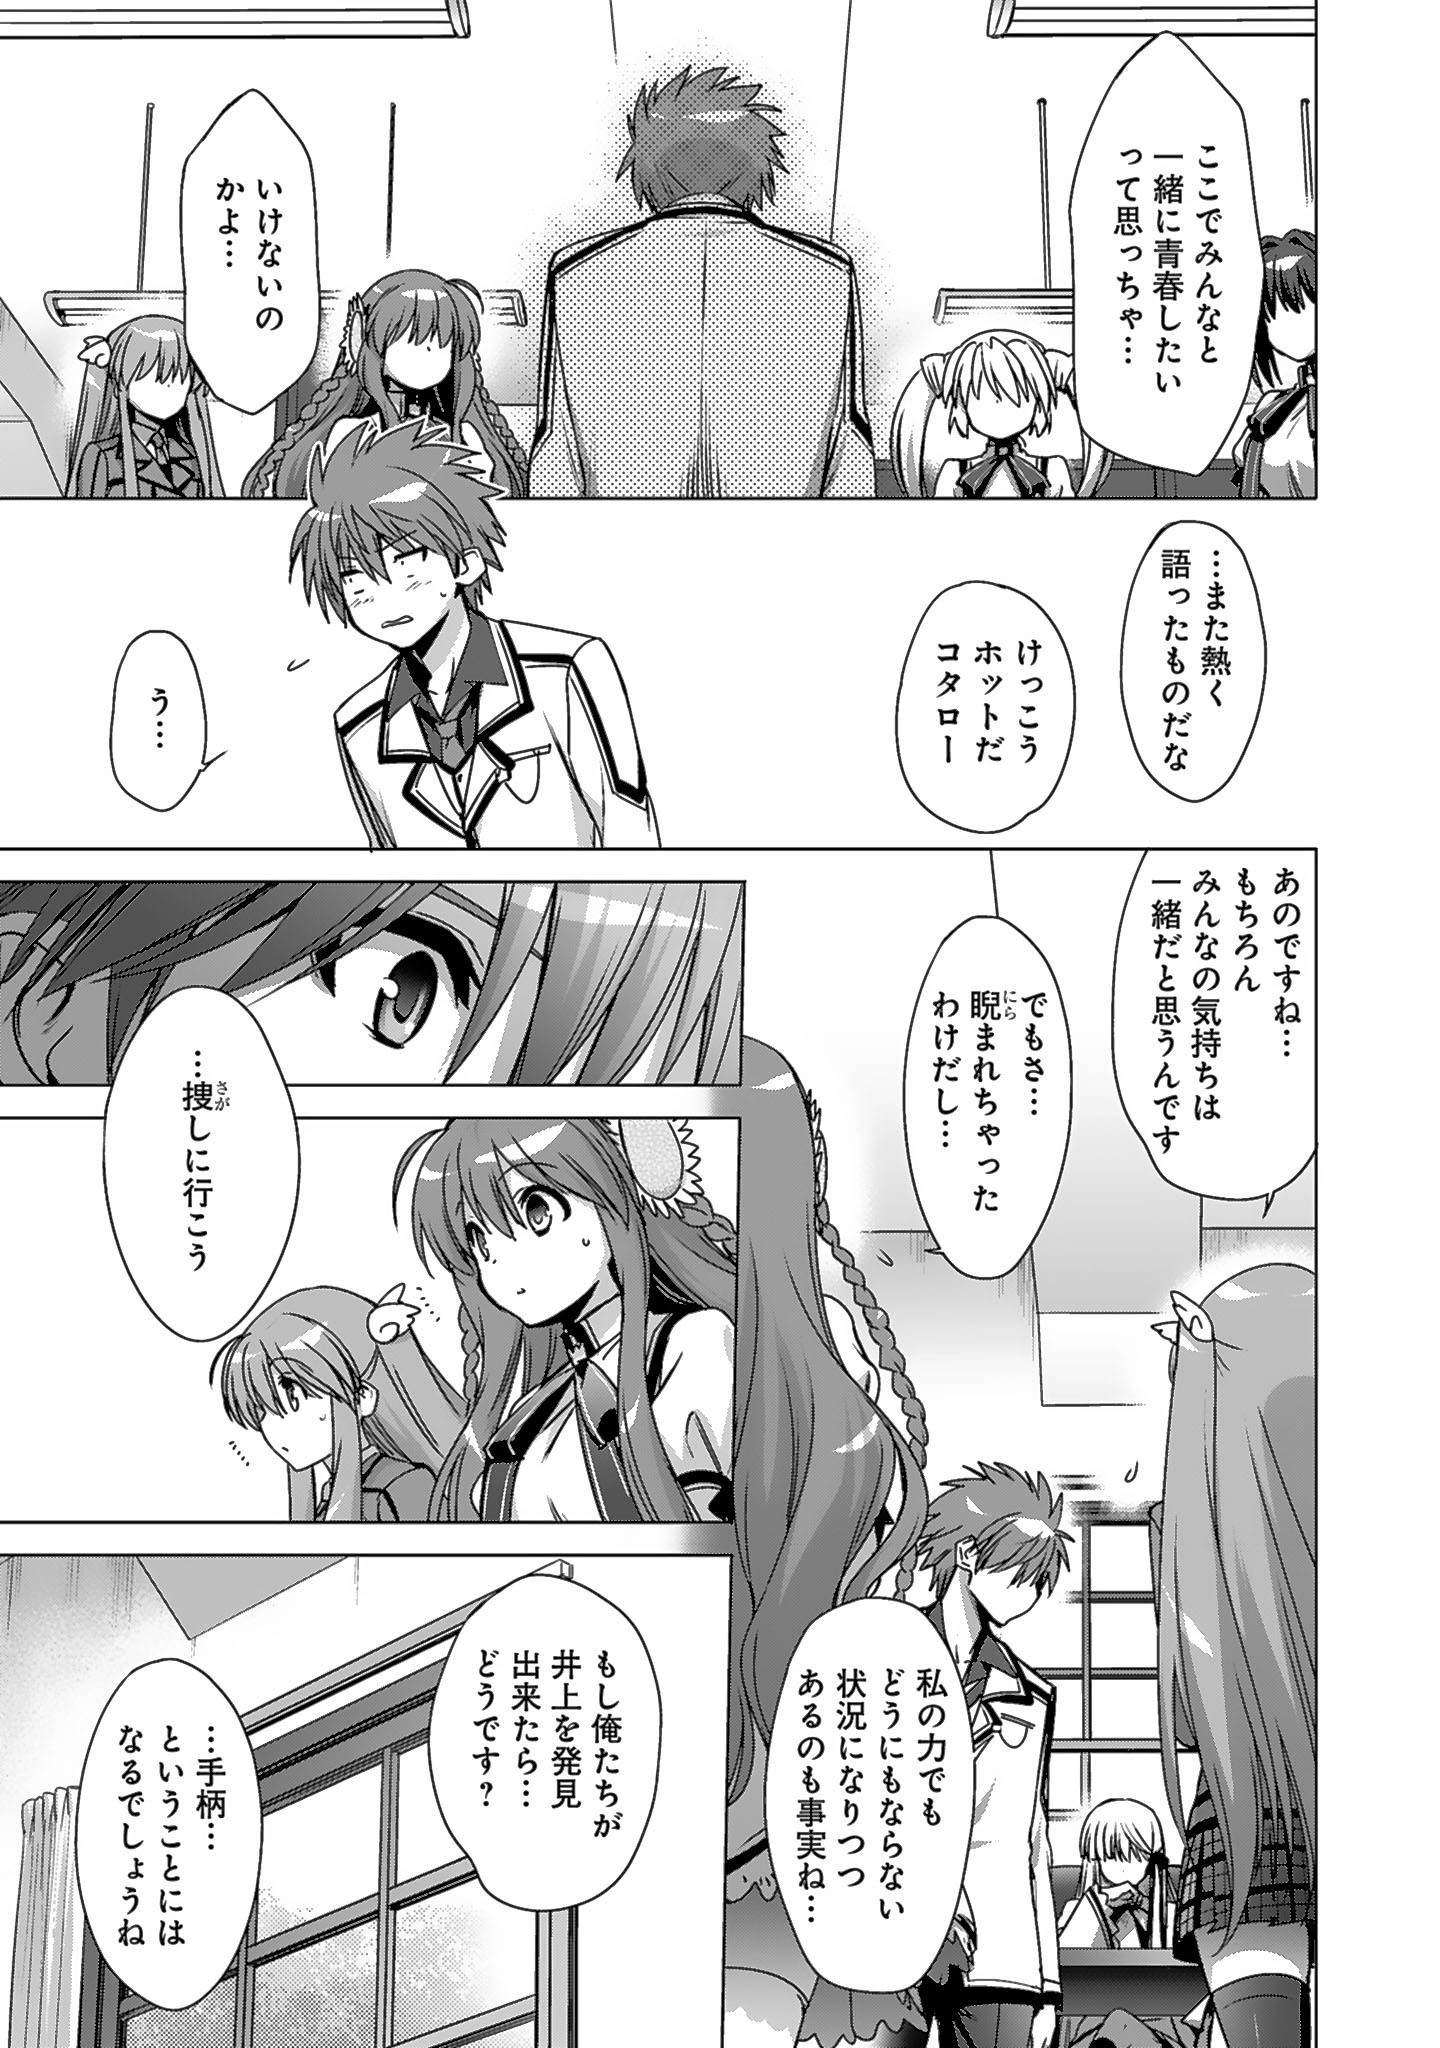 ここでみんなと
一緒に青春したい
って思っちゃ…
いけないの
かよ…
…また熱く
語ったものだな
けっこう
ホットだ
コタロー
う…
あのですね…
もちろん
みんなの気持ちは
一緒だと思うんです
でもさ…
睨まれちゃった
にら
わけだし…
私の力でも
どうにもならない
状況になりつつ
あるのも事実ね…
…捜しに行こう
さが
もし俺たちが
井上を発見
出来たら…
どうです?
…手柄…
ということには
なるでしょうね